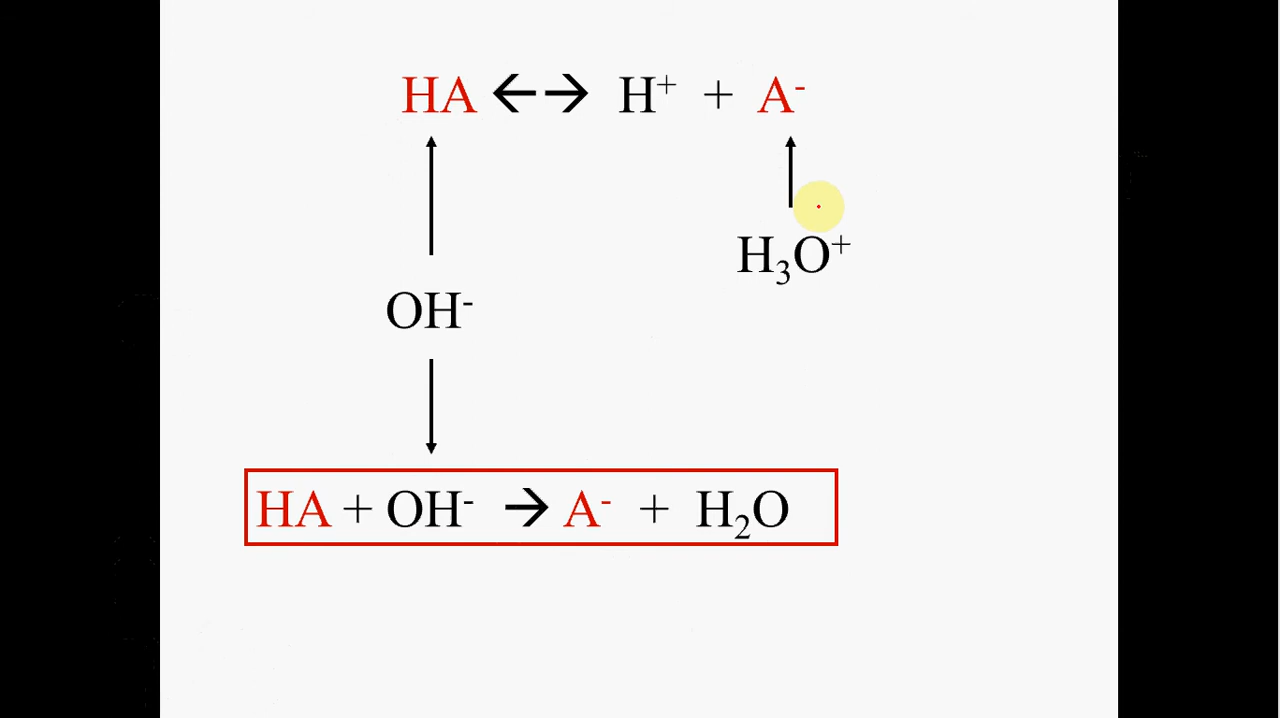 HA ←→ H⁺ + A⁻
H₃O⁺
OH⁻
HA + OH⁻ → A⁻ + H₂O